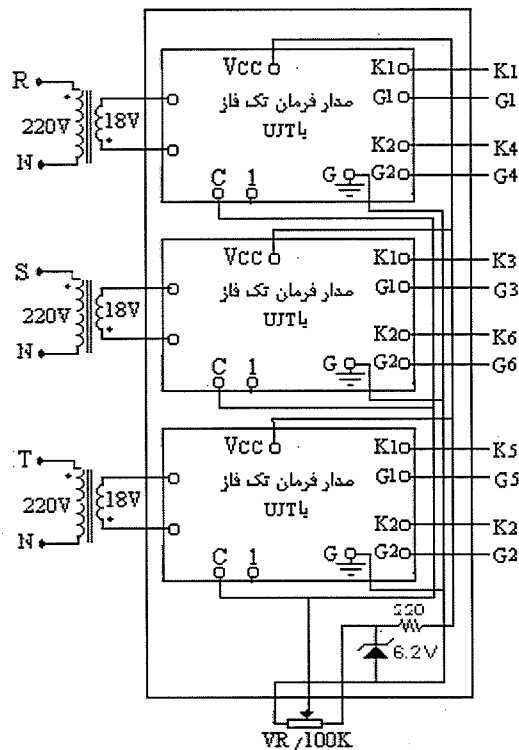 Vcc
K1
K1
R
G1
G1
مدار فرمان تک فاز
220V
18V
با UJT
K2
K4
N
C
1
G
G2
G4
Vcc
K1
K3
S
G1
G3
مدار فرمان تک فاز
220V
18V
با UJT
K2
K6
N
C
1
G
G2
G6
Vcc
K1
K5
T
G1
G5
مدار فرمان تک فاز
220V
18V
با UJT
K2
K2
N
C
1
G
G2
G2
220
6.2V
VR/100K